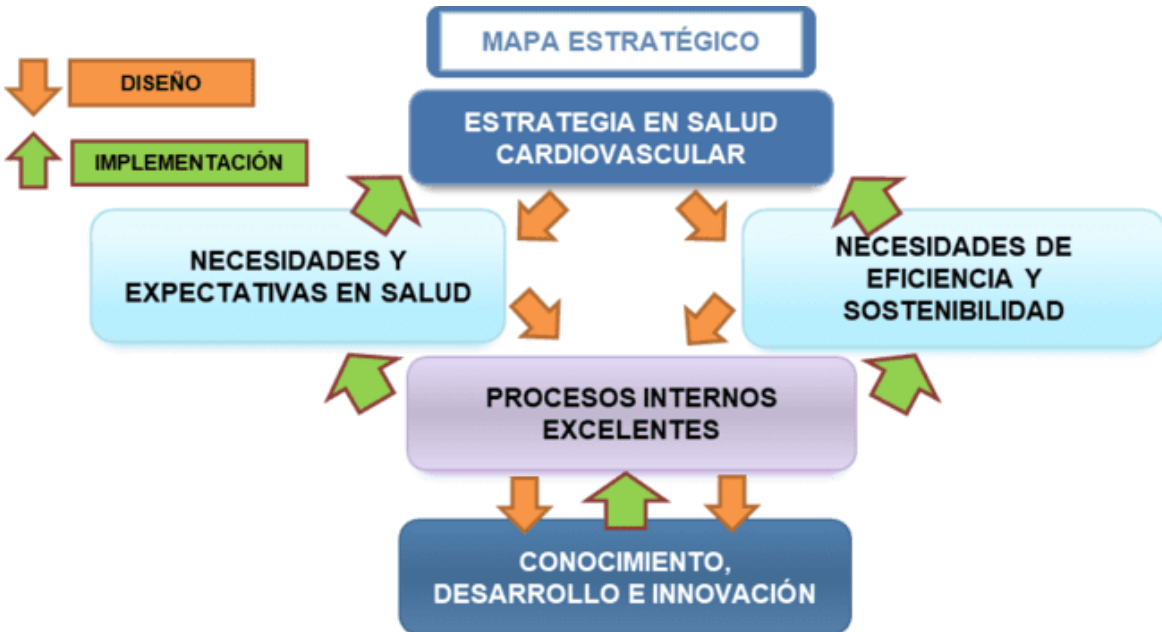 MAPA ESTRATÉGICO
DISEÑO
IMPLEMENTACIÓN
ESTRATEGIA EN SALUD
CARDIOVASCULAR
NECESIDADES Y
EXPECTATIVAS EN SALUD
NECESIDADES DE
EFICIENCIA Y
SOSTENIBILIDAD
PROCESOS INTERNOS
EXCELENTES
CONOCIMIENTO,
DESARROLLO E INNOVACIÓN